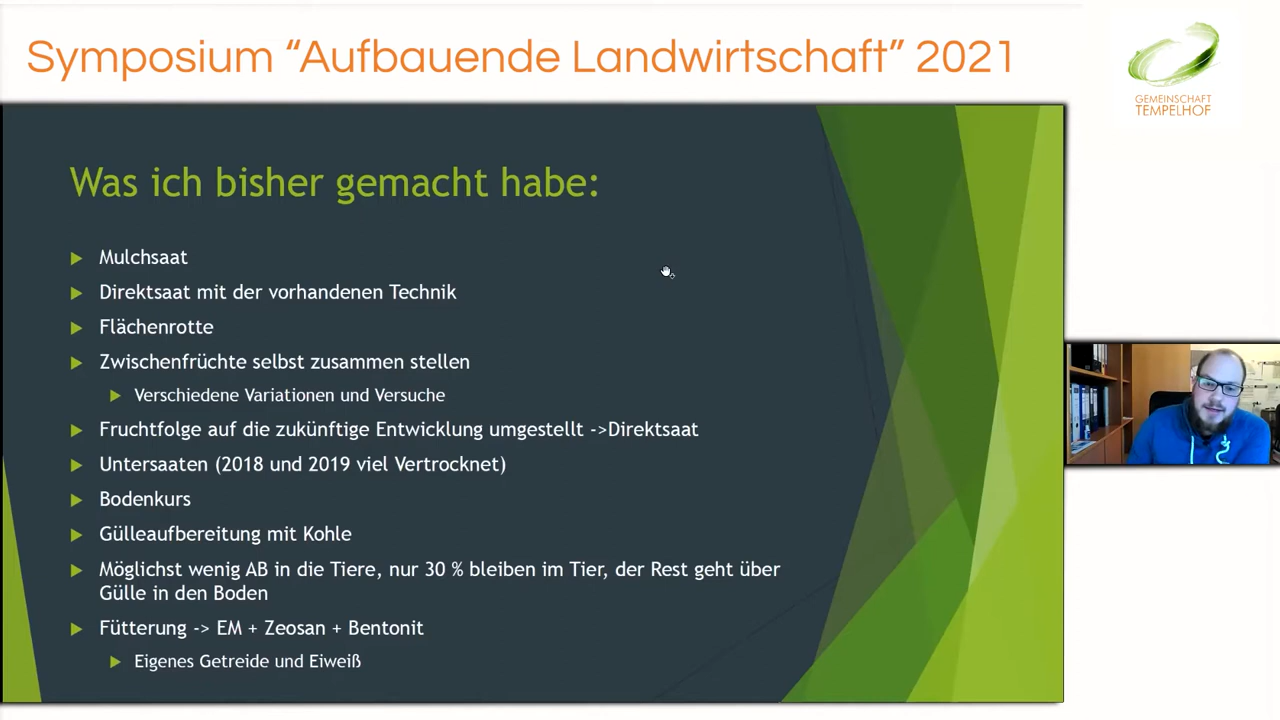 Symposium “Aufbauende Landwirtschaft” 2021
GEMEINSCHAFT
TEMPELHOF
Was ich bisher gemacht habe:
Mulchsaat
Direktsaat mit der vorhandenen Technik
Flächenrotte
Zwischenfrüchte selbst zusammen stellen
Verschiedene Variationen und Versuche
Fruchtfolge auf die zukünftige Entwicklung umgestellt ->Direktsaat
Untersaaten (2018 und 2019 viel Vertrocknet)
Bodenkurs
Gülleaufbereitung mit Kohle
Möglichst wenig AB in die Tiere, nur 30 % bleiben im Tier, der Rest geht über
Gülle in den Boden
Fütterung -> EM + Zeosan + Bentonit
Eigenes Getreide und Eiweiß